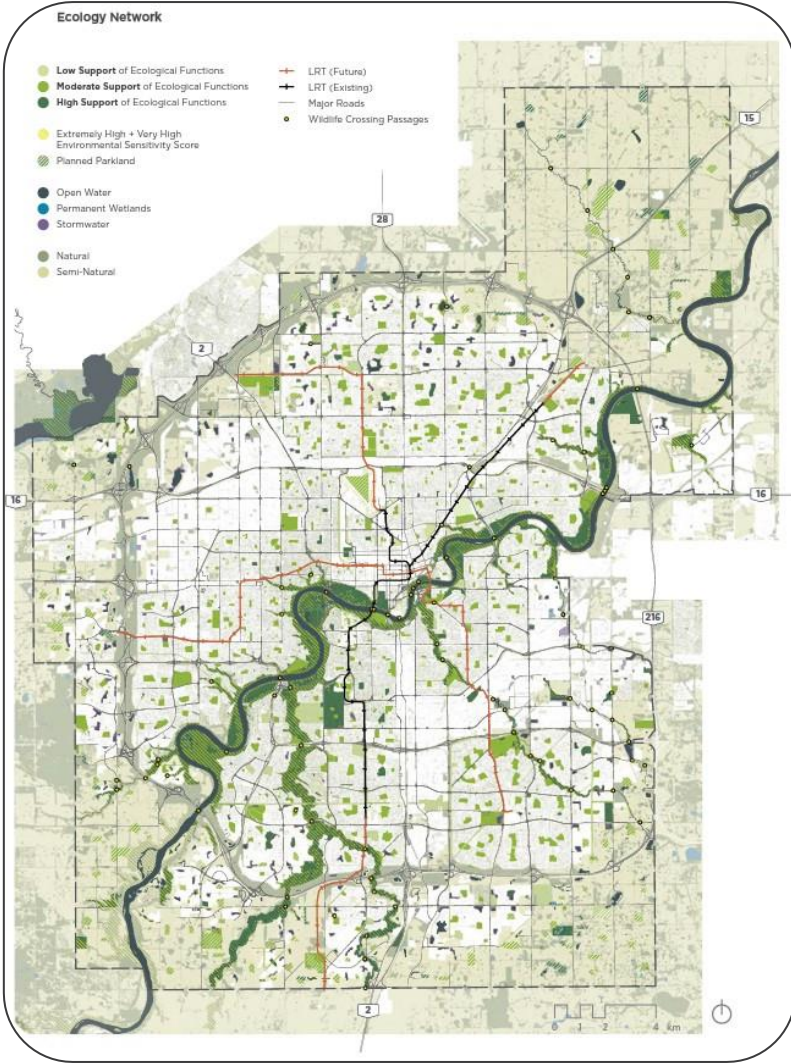 Ecology Network
Low Support of Ecological Functions
Moderate Support of Ecological Functions
High Support of Ecological Functions
Extremely High + Very High
Environmental Sensitivity Score
Planned Parkland
Open Water
Permanent Wetlands
Stormwater
Natural
Semi-Natural
LRT (Future)
LRT (Existing)
Major Roads
Wildlife Crossing Passages
15
28
2
16
16
216
2
0 1 2 4 km